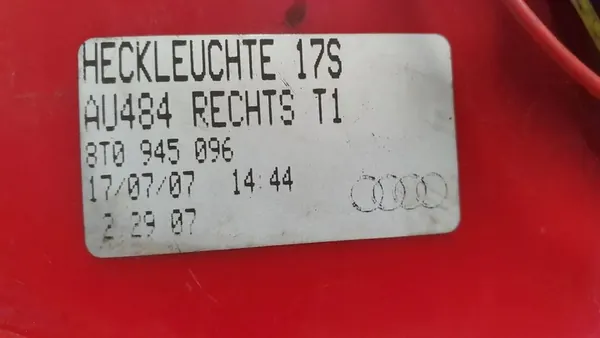 HECKLEUCHTE 17S
AU484 RECHTS T1
8T0 945 096
17/07/07 14:44
2 29 07